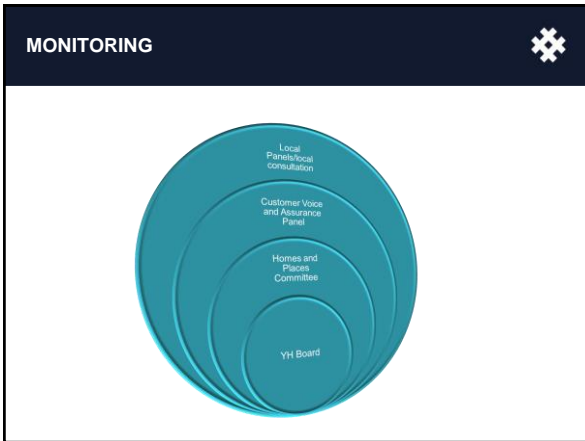 MONITORING
Local
Panels/local
consultation
Customer Voice
and Assurance
Panel
Homes and
Places
Committee
YH Board